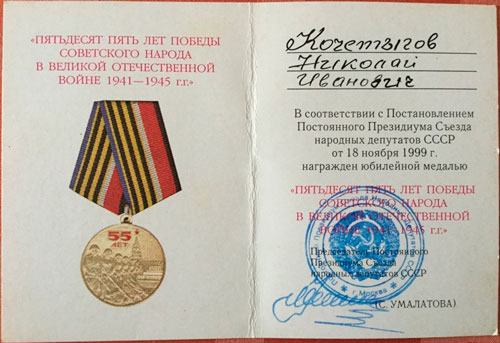 «ПЯТЬДЕСЯТ ПЯТЬ ЛЕТ ПОБЕДЫ
СОВЕТСКОГО НАРОДА
В ВЕЛИКОЙ ОТЕЧЕСТВЕННОЙ
ВОЙНЕ 1941—1945 г.г.»
55
ЛЕТ
Кочетыгов
Николай
Иванович
В соответствии с Постановлением
Постоянного Президиума Съезда
народных депутатов СССР
от 18 ноября 1999 г.
награжден юбилейной медалью
«ПЯТЬДЕСЯТ ПЯТЬ ЛЕТ ПОБЕДЫ
СОВЕТСКОГО НАРОДА
В ВЕЛИКОЙ ОТЕЧЕСТВЕННОЙ
ВОЙНЕ 1941—1945 г.г.»
Председатель Постоянного
Президиума Съезда
народных депутатов СССР
г. Москва
(С. УМАЛАТОВА)